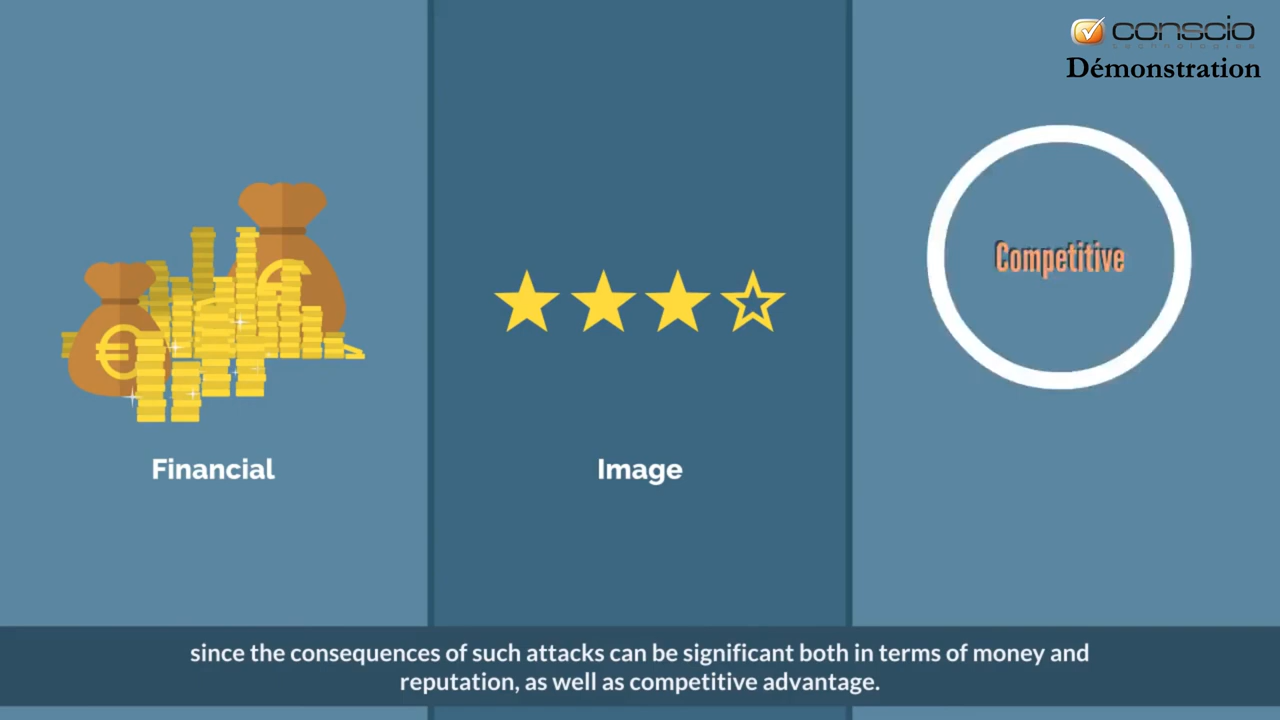 conscio
technologies
Démonstration
Competitive
€
€
Financial
Image
since the consequences of such attacks can be significant both in terms of money and
reputation, as well as competitive advantage.